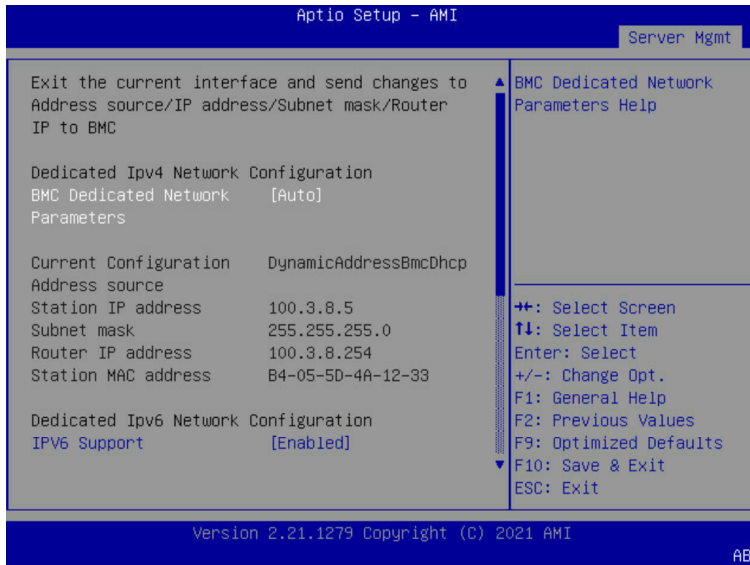 Aptio Setup – AMI
Server Mgmt
Exit the current interface and send changes to
Address source/IP address/Subnet mask/Router
IP to BMC
Dedicated Ipv4 Network Configuration
BMC Dedicated Network [Auto]
Parameters
Current Configuration DynamicAddressBmcDhcp
Address source
Station IP address 100.3.8.5
Subnet mask 255.255.255.0
Router IP address 100.3.8.254
Station MAC address B4-05-5D-4A-12-33
Dedicated Ipv6 Network Configuration
IPV6 Support [Enabled]
BMC Dedicated Network
Parameters Help
→←: Select Screen
↑↓: Select Item
Enter: Select
+/-: Change Opt.
F1: General Help
F2: Previous Values
F9: Optimized Defaults
F10: Save & Exit
ESC: Exit
Version 2.21.1279 Copyright (C) 2021 AMI
AB